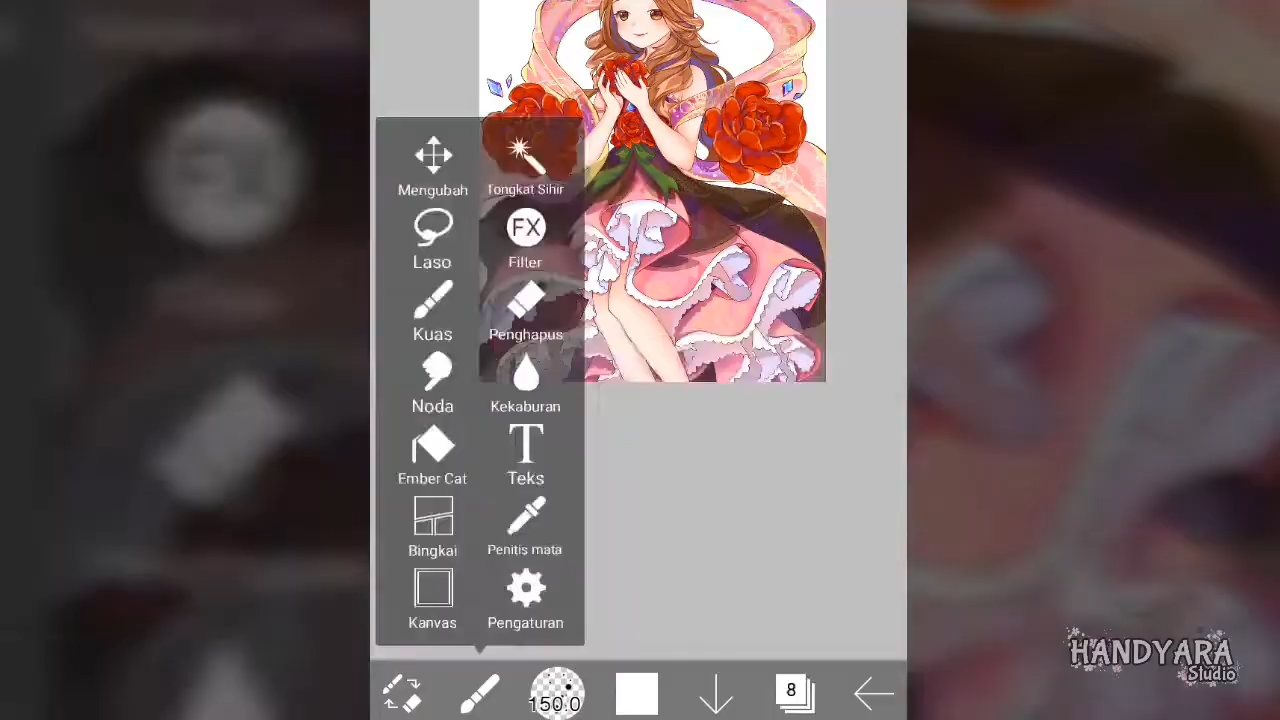 Mengubah Tongkat Sihir
Laso Filter
FX
Kuas Penghapus
Noda Kekaburan
Ember Cat Teks
Bingkai Penitis mata
Kanvas Pengaturan
150.0 8
HANDYARA
Studio